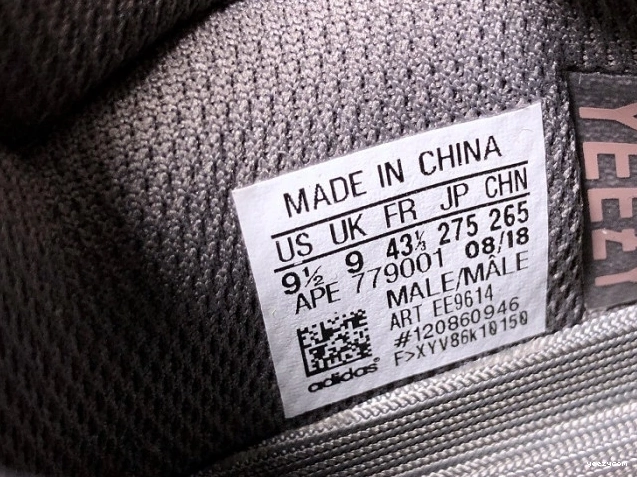 MADE IN CHINA
US UK FR JP CHN
9½ 9 43⅓ 275 265
APE 779001 08/18
MALE/MÂLE
ART EE9614
#120860946
F>XYV86K10150
adidas
YEEZY